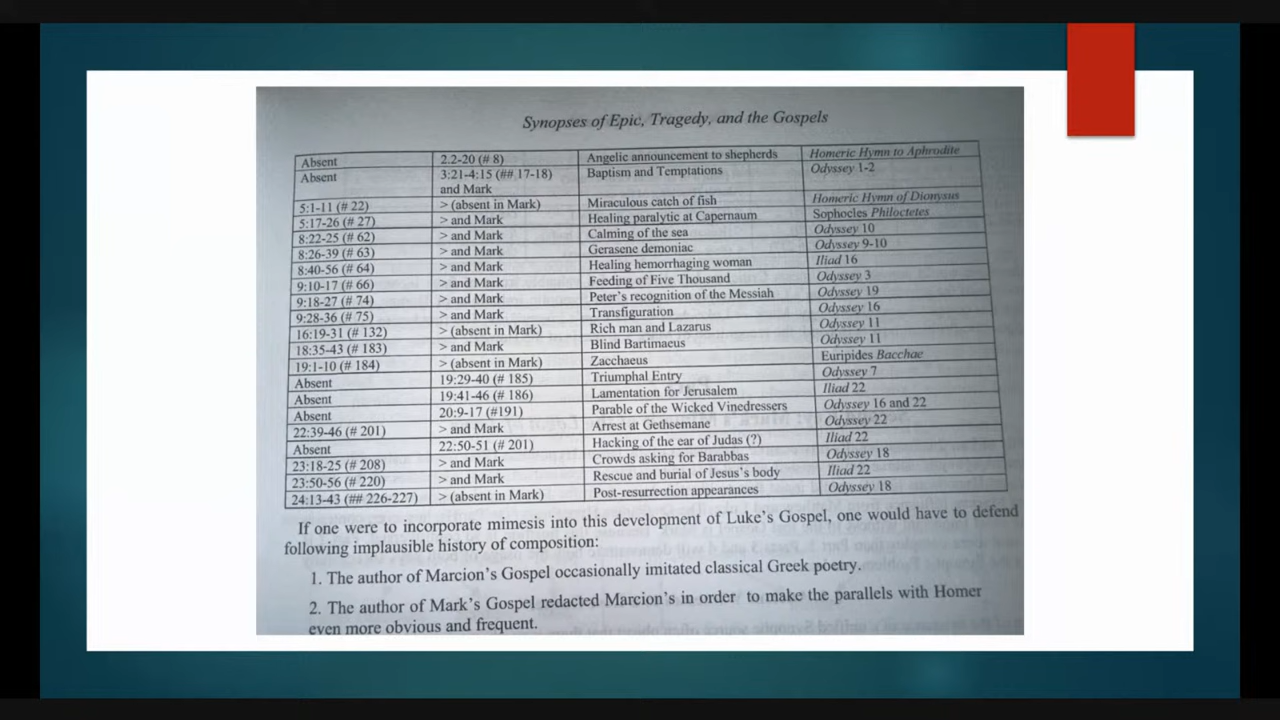 Synopses of Epic, Tragedy, and the Gospels
Absent 2.2-20 (# 8) Angelic announcement to shepherds Homeric Hymn to Aphrodite
Absent 3:21-4:15 (## 17-18) Baptism and Temptations Odyssey 1-2
and Mark
5:1-11 (# 22) > (absent in Mark) Miraculous catch of fish Homeric Hymn of Dionysus
5:17-26 (# 27) > and Mark Healing paralytic at Capernaum Sophocles Philoctetes
8:22-25 (# 62) > and Mark Calming of the sea Odyssey 10
8:26-39 (# 63) > and Mark Gerasene demoniac Odyssey 9-10
8:40-56 (# 64) > and Mark Healing hemorrhaging woman Iliad 16
9:10-17 (# 66) > and Mark Feeding of Five Thousand Odyssey 3
9:18-27 (# 74) > and Mark Peter's recognition of the Messiah Odyssey 19
9:28-36 (# 75) > and Mark Transfiguration Odyssey 16
16:19-31 (# 132) > (absent in Mark) Rich man and Lazarus Odyssey 11
18:35-43 (# 183) > and Mark Blind Bartimaeus Odyssey 11
19:1-10 (# 184) > (absent in Mark) Zacchaeus Euripides Bacchae
Absent 19:29-40 (# 185) Triumphal Entry Odyssey 7
Absent 19:41-46 (# 186) Lamentation for Jerusalem Iliad 22
Absent 20:9-17 (#191) Parable of the Wicked Vinedressers Odyssey 16 and 22
22:39-46 (# 201) > and Mark Arrest at Gethsemane Odyssey 22
Absent 22:50-51 (# 201) Hacking of the ear of Judas (?) Iliad 22
23:18-25 (# 208) > and Mark Crowds asking for Barabbas Odyssey 18
23:50-56 (# 220) > and Mark Rescue and burial of Jesus's body Iliad 22
24:13-43 (## 226-227) > (absent in Mark) Post-resurrection appearances Odyssey 18
If one were to incorporate mimesis into this development of Luke's Gospel, one would have to defend
following implausible history of composition:
1. The author of Marcion's Gospel occasionally imitated classical Greek poetry.
2. The author of Mark's Gospel redacted Marcion's in order to make the parallels with Homer
even more obvious and frequent.